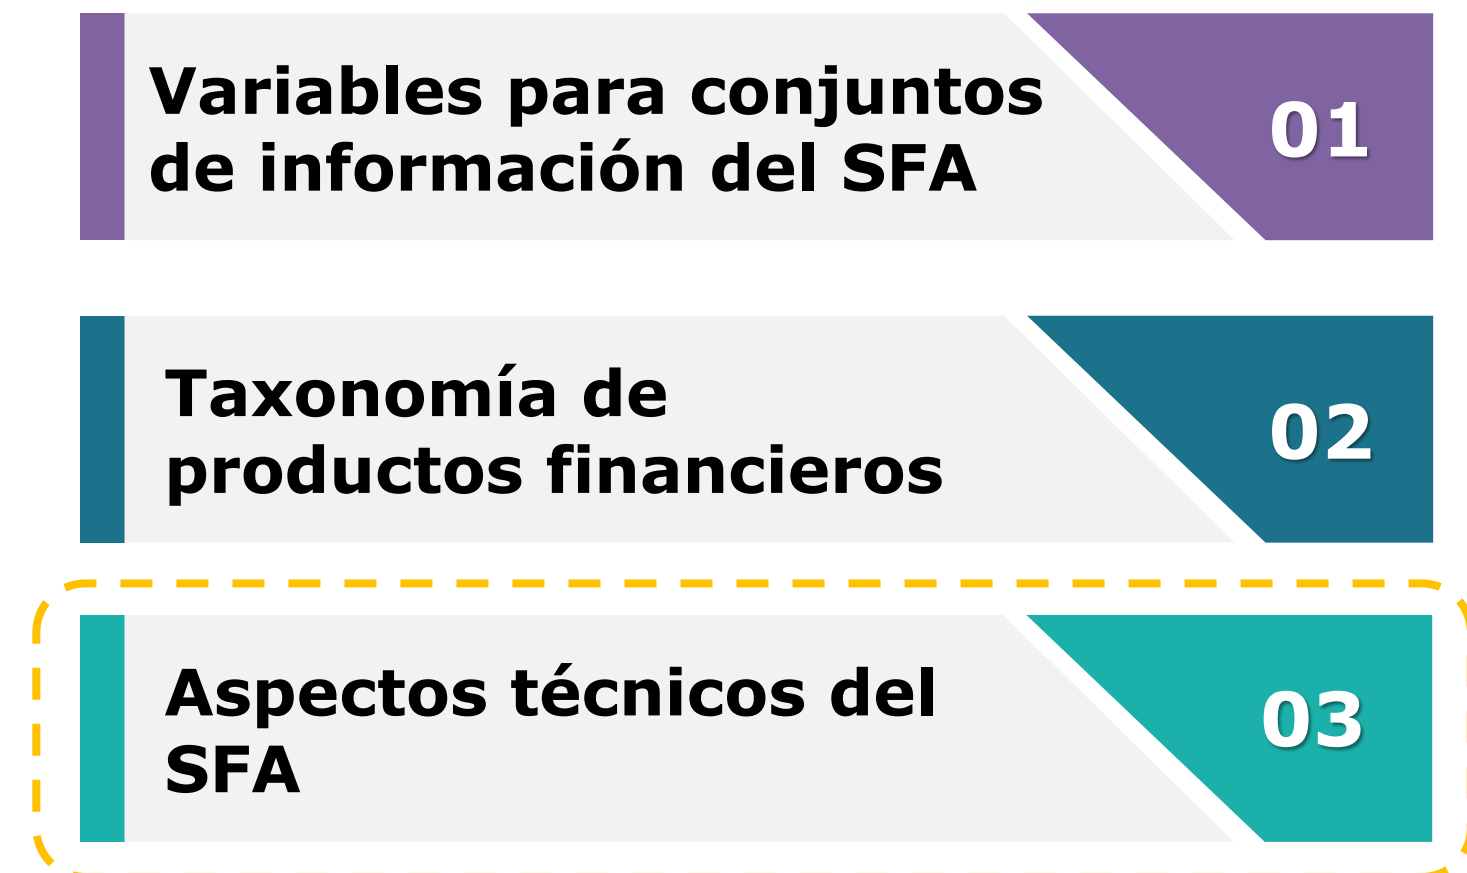 Variables para conjuntos
de información del SFA
01
Taxonomía de
productos financieros
02
Aspectos técnicos del
SFA
03